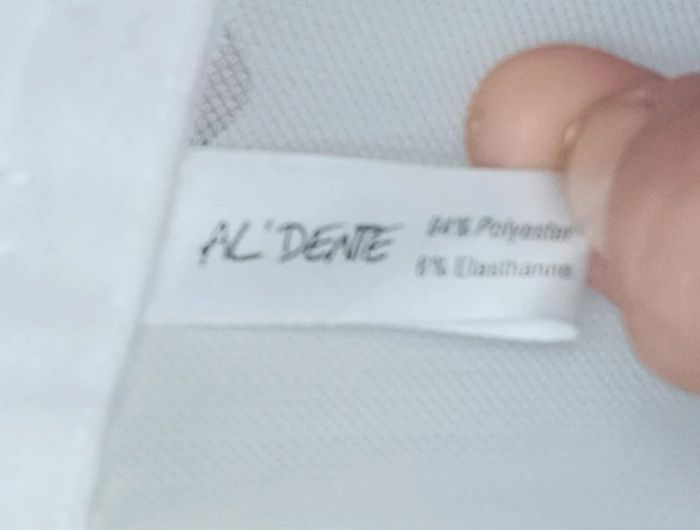 AL'DENTE
94% Polyester
6% Elasthanne